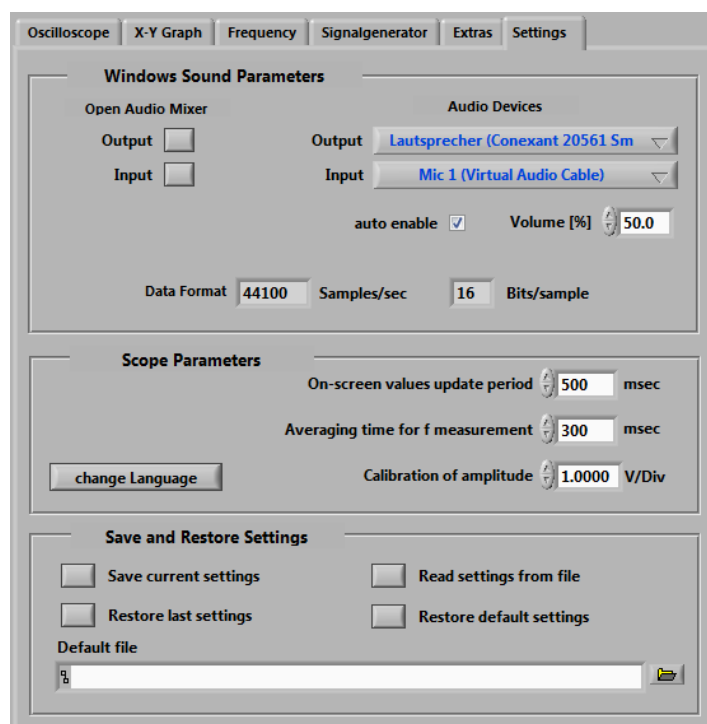 Oscilloscope X-Y Graph Frequency Signalgenerator Extras Settings
Windows Sound Parameters
Open Audio Mixer Audio Devices
Output Output Lautsprecher (Conexant 20561 Sm
Input Input Mic 1 (Virtual Audio Cable)
auto enable Volume [%] 50.0
Data Format 44100 Samples/sec 16 Bits/sample
Scope Parameters
On-screen values update period 500 msec
Averaging time for f measurement 300 msec
change Language Calibration of amplitude 1.0000 V/Div
Save and Restore Settings
Save current settings Read settings from file
Restore last settings Restore default settings
Default file